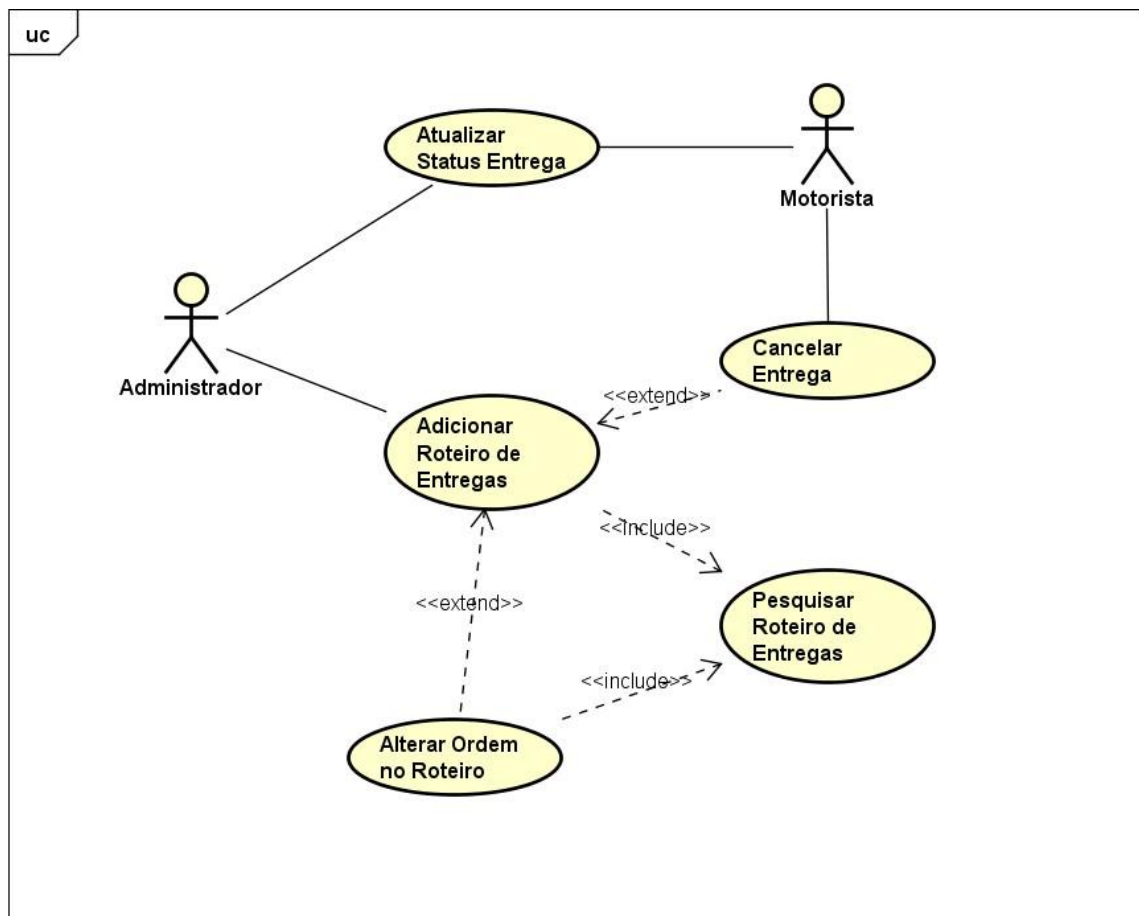 uc
Atualizar
Status Entrega
Motorista
Administrador
Cancelar
Entrega
<<extend>>
Adicionar
Roteiro de
Entregas
<<include>>
<<extend>>
Pesquisar
Roteiro de
Entregas
<<include>>
Alterar Ordem
no Roteiro